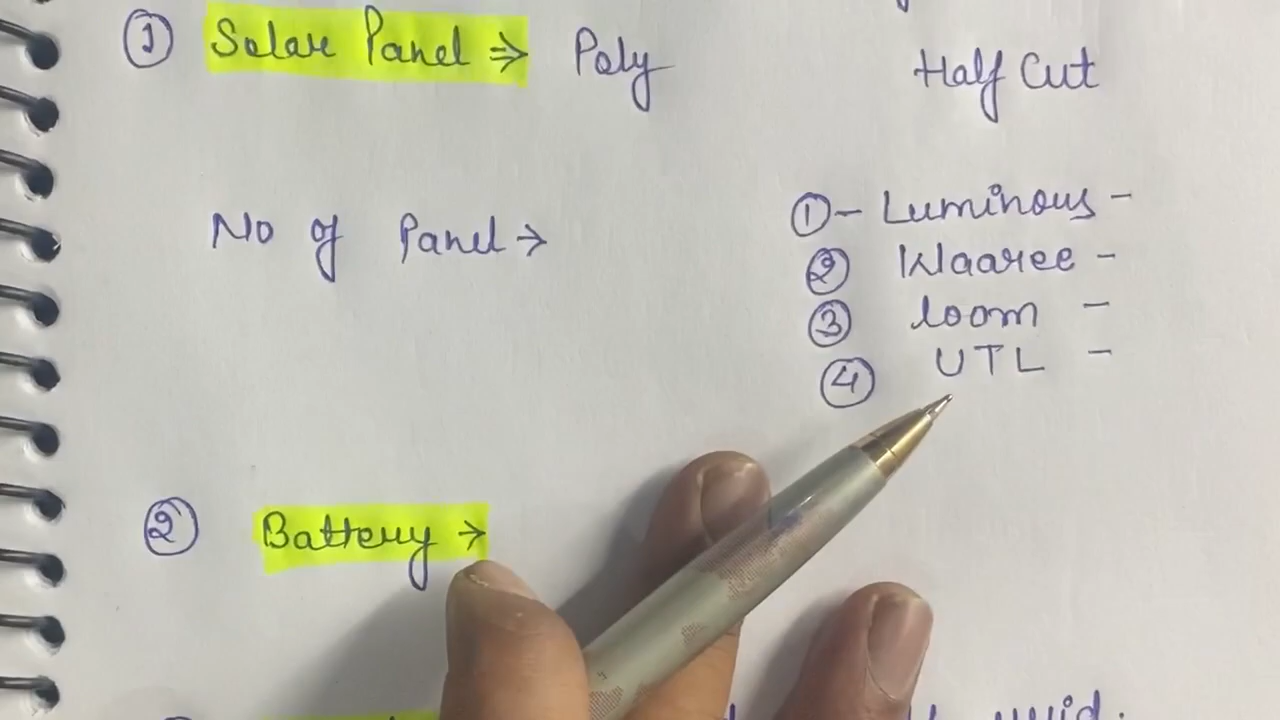 ① Solar Panel ⇒ Poly Half Cut
No of Panel →
①- Luminous -
② Waaree -
③ loom -
④ UTL -
② Battery →